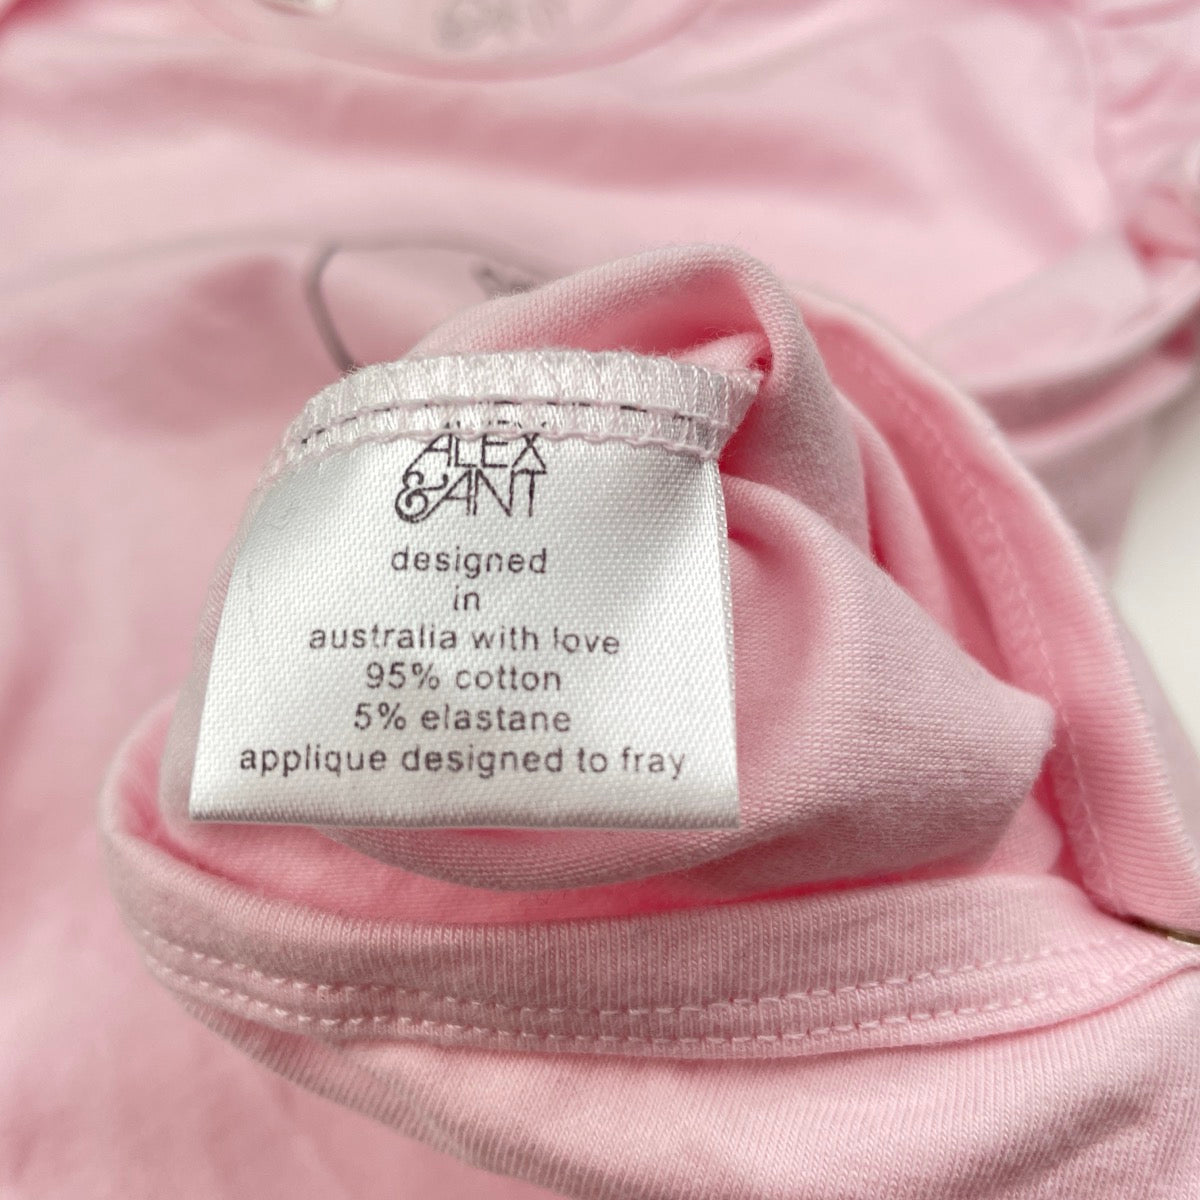 ALEX
&ANT
designed
in
australia with love
95% cotton
5% elastane
applique designed to fray